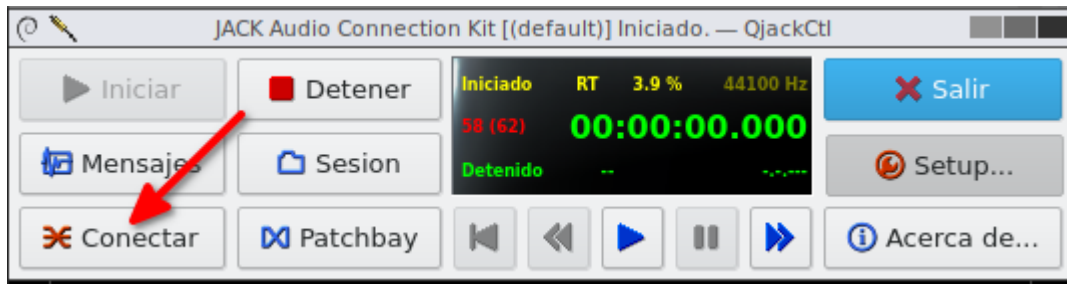 JACK Audio Connection Kit [(default)] Iniciado. — QjackCtl
Iniciar
Detener
Iniciado RT 3.9 % 44100 Hz
Salir
58 (62) 00:00:00.000
Mensajes
Sesion
Detenido -- -.-.---
Setup...
Conectar
Patchbay
Acerca de...